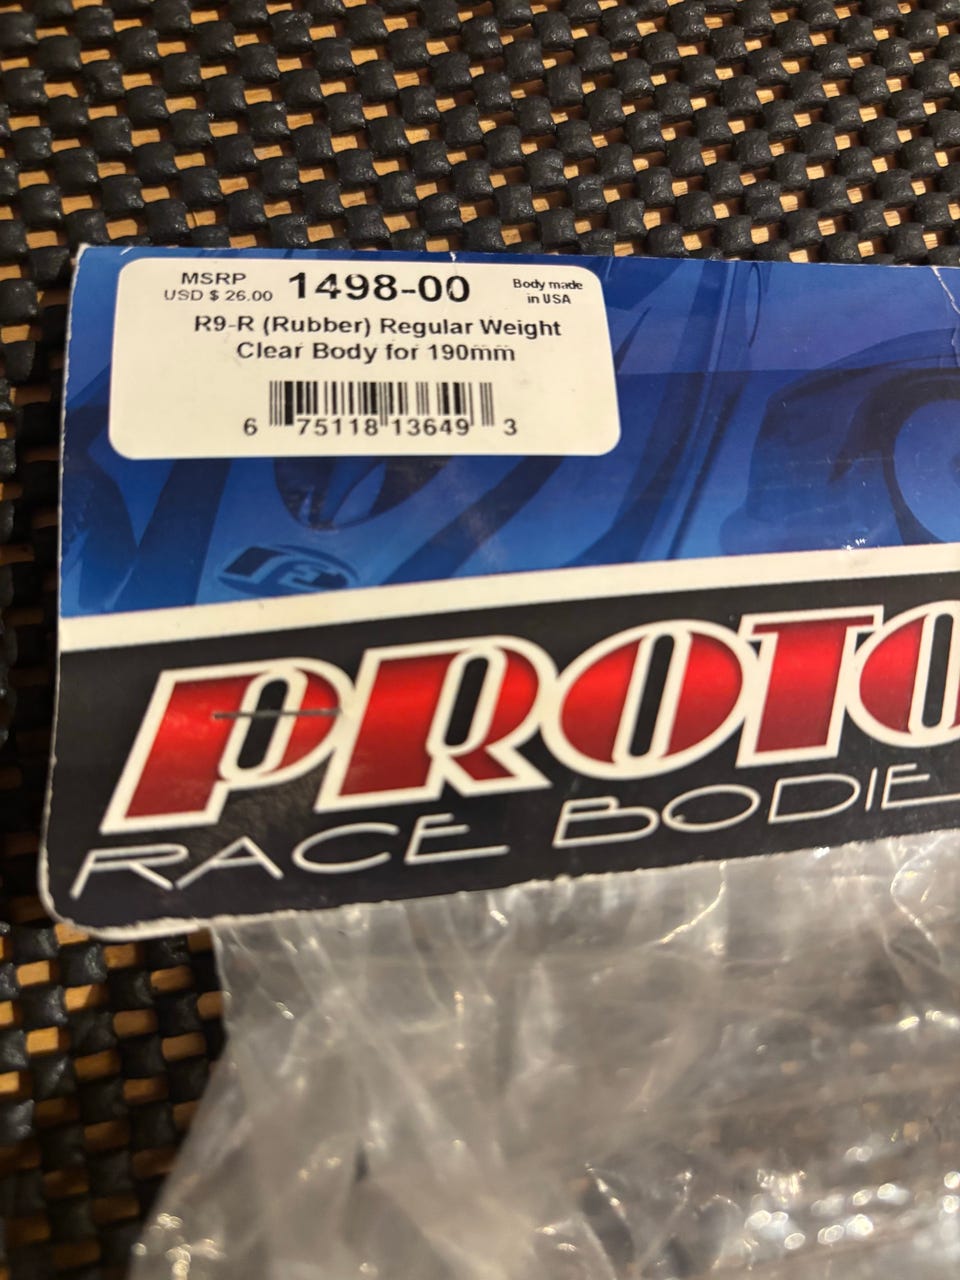 MSRP
USD $ 26.00
1498-00
Body made
in USA
R9-R (Rubber) Regular Weight
Clear Body for 190mm
6 75118 13649 3
PROTO
RACE BODIE